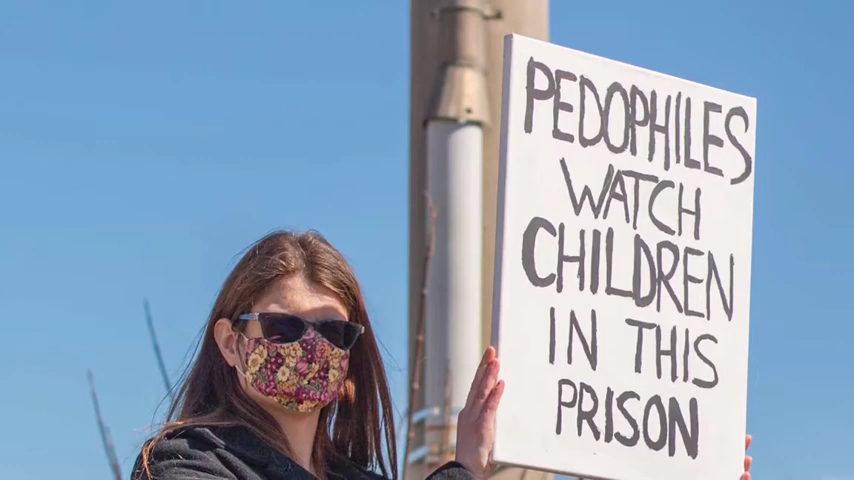 PEDOPHILES
WATCH
CHILDREN
IN THIS
PRISON